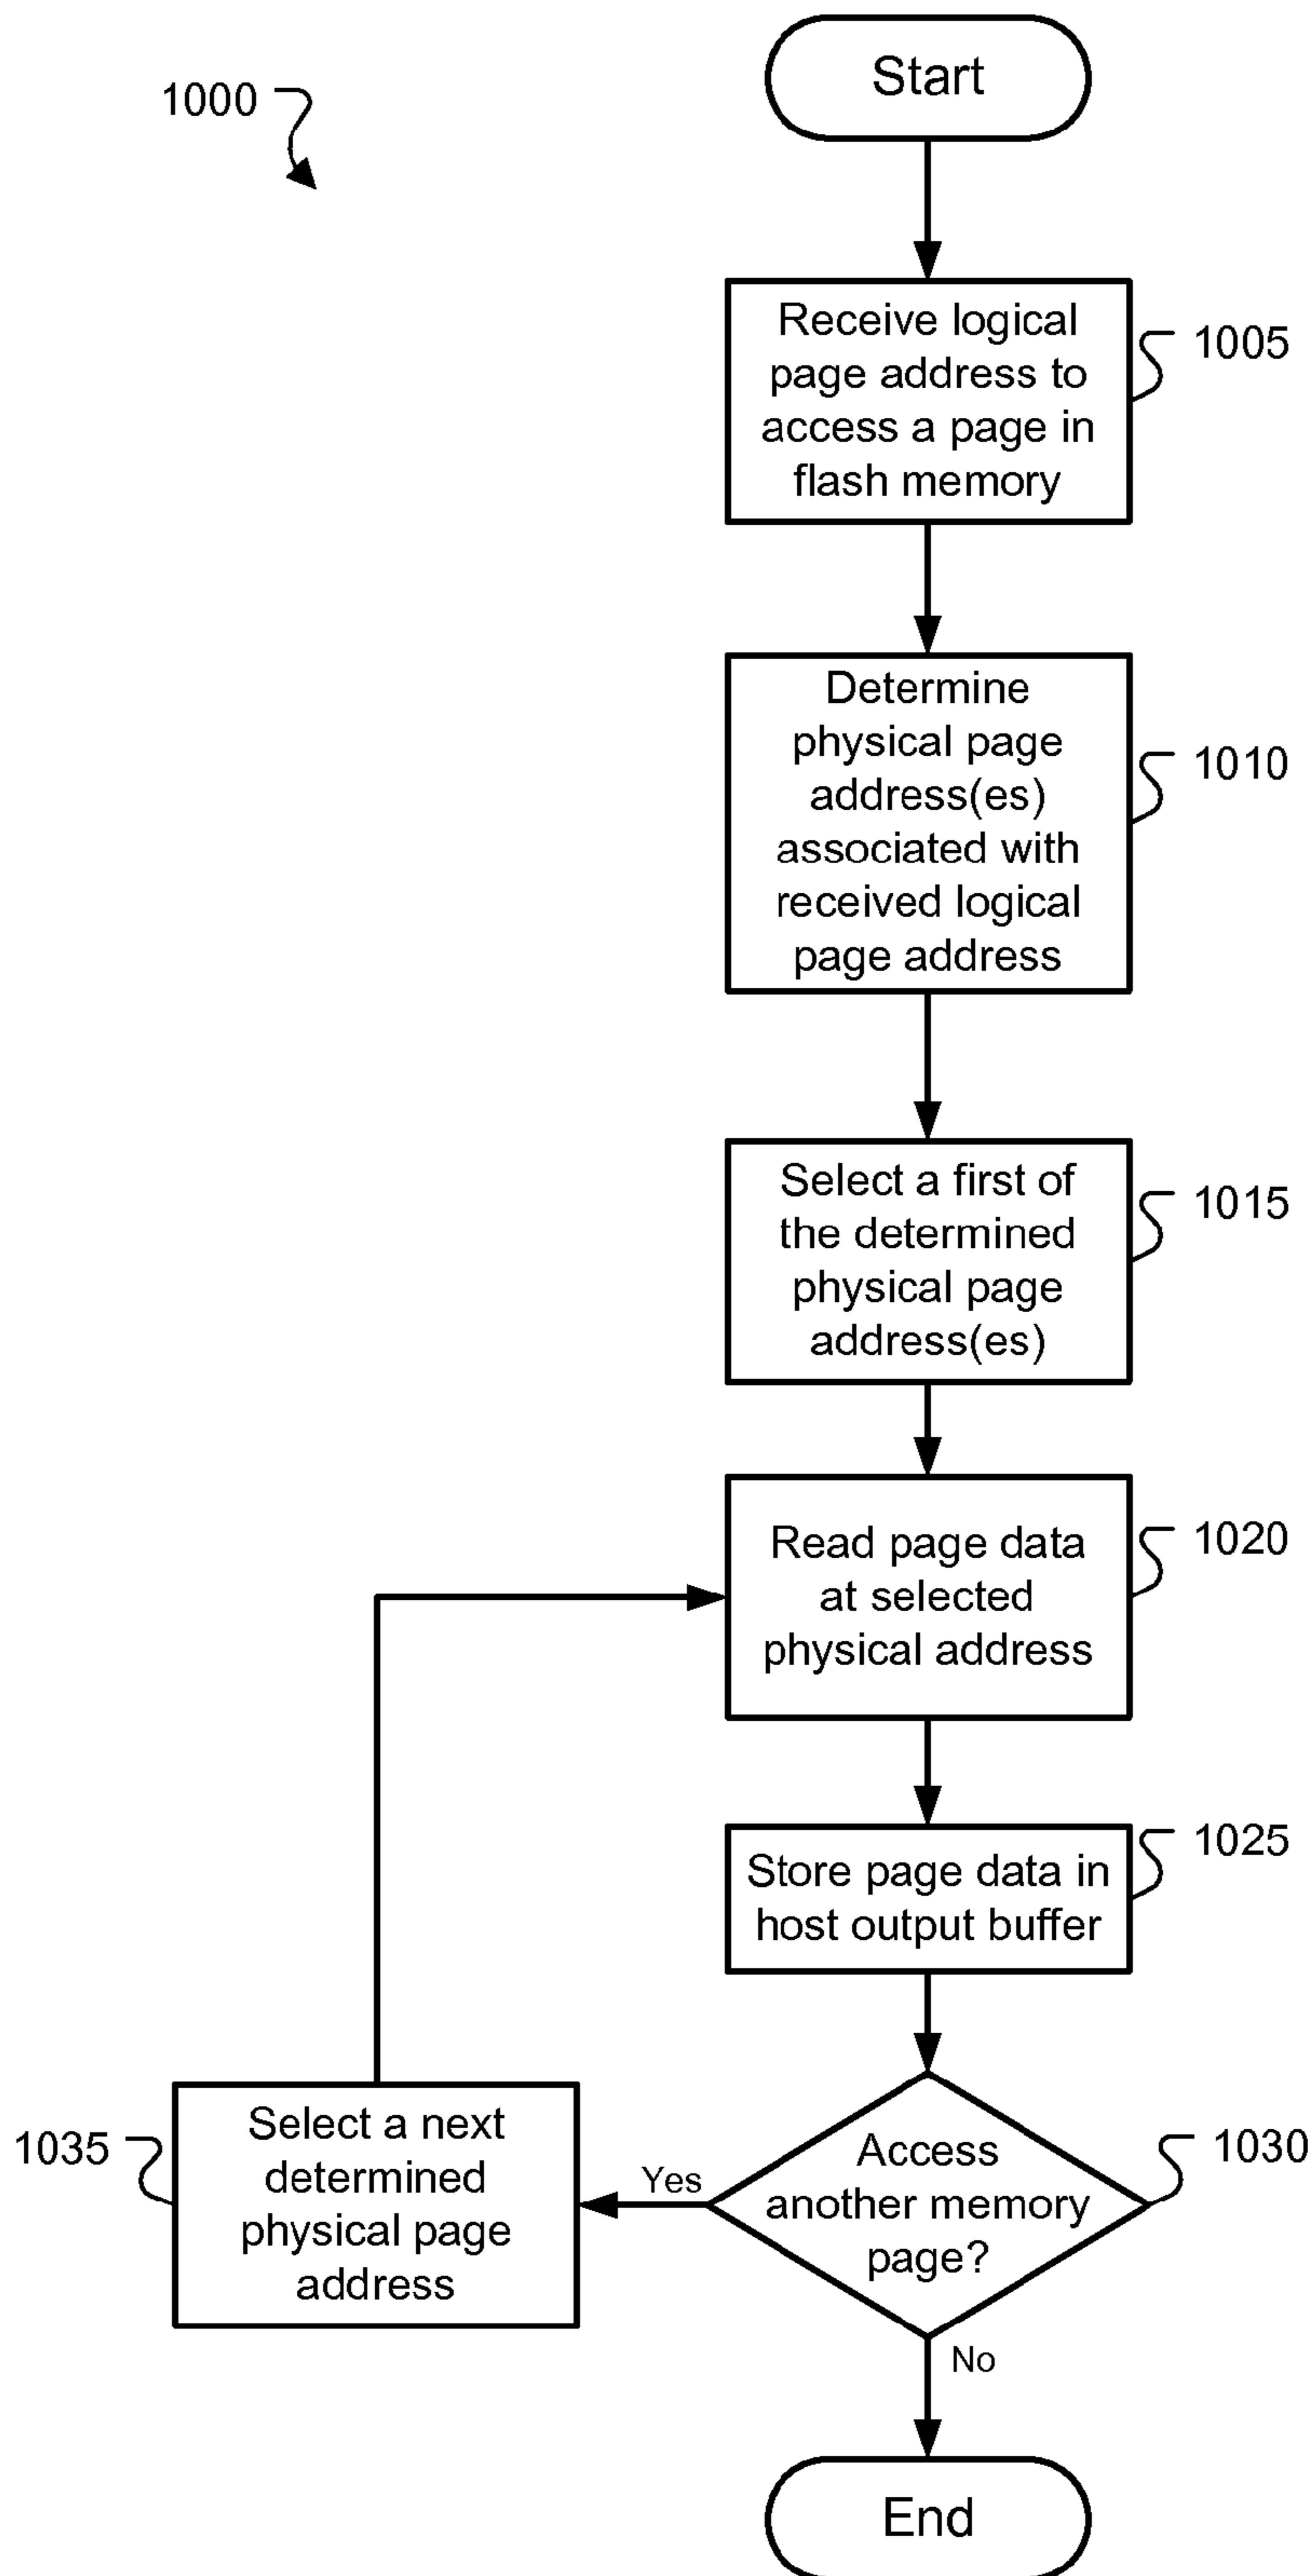 1000
Start
Receive logical
page address to
access a page in
flash memory
1005
Determine
physical page
address(es)
associated with
received logical
page address
1010
Select a first of
the determined
physical page
address(es)
1015
Read page data
at selected
physical address
1020
Store page data in
host output buffer
1025
Access
another memory
page?
1030
Yes
Select a next
determined
physical page
address
1035
No
End